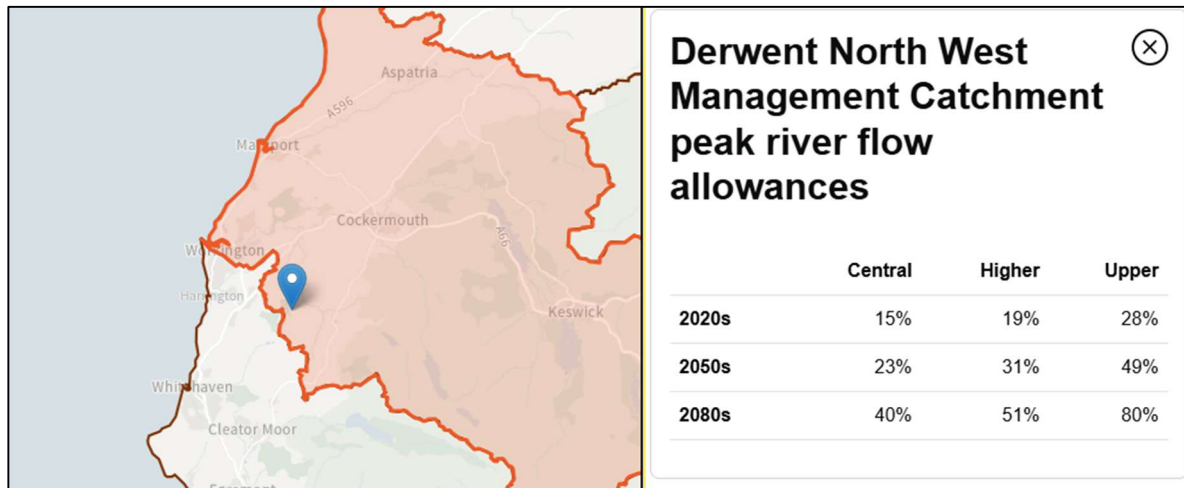 Aspatria
A596
Maryport
Cockermouth
Workington
A66
Harrington
Keswick
Whitehaven
Cleator Moor
Egremont
Derwent North West
Management Catchment
peak river flow
allowances
Central Higher Upper
2020s 15% 19% 28%
2050s 23% 31% 49%
2080s 40% 51% 80%